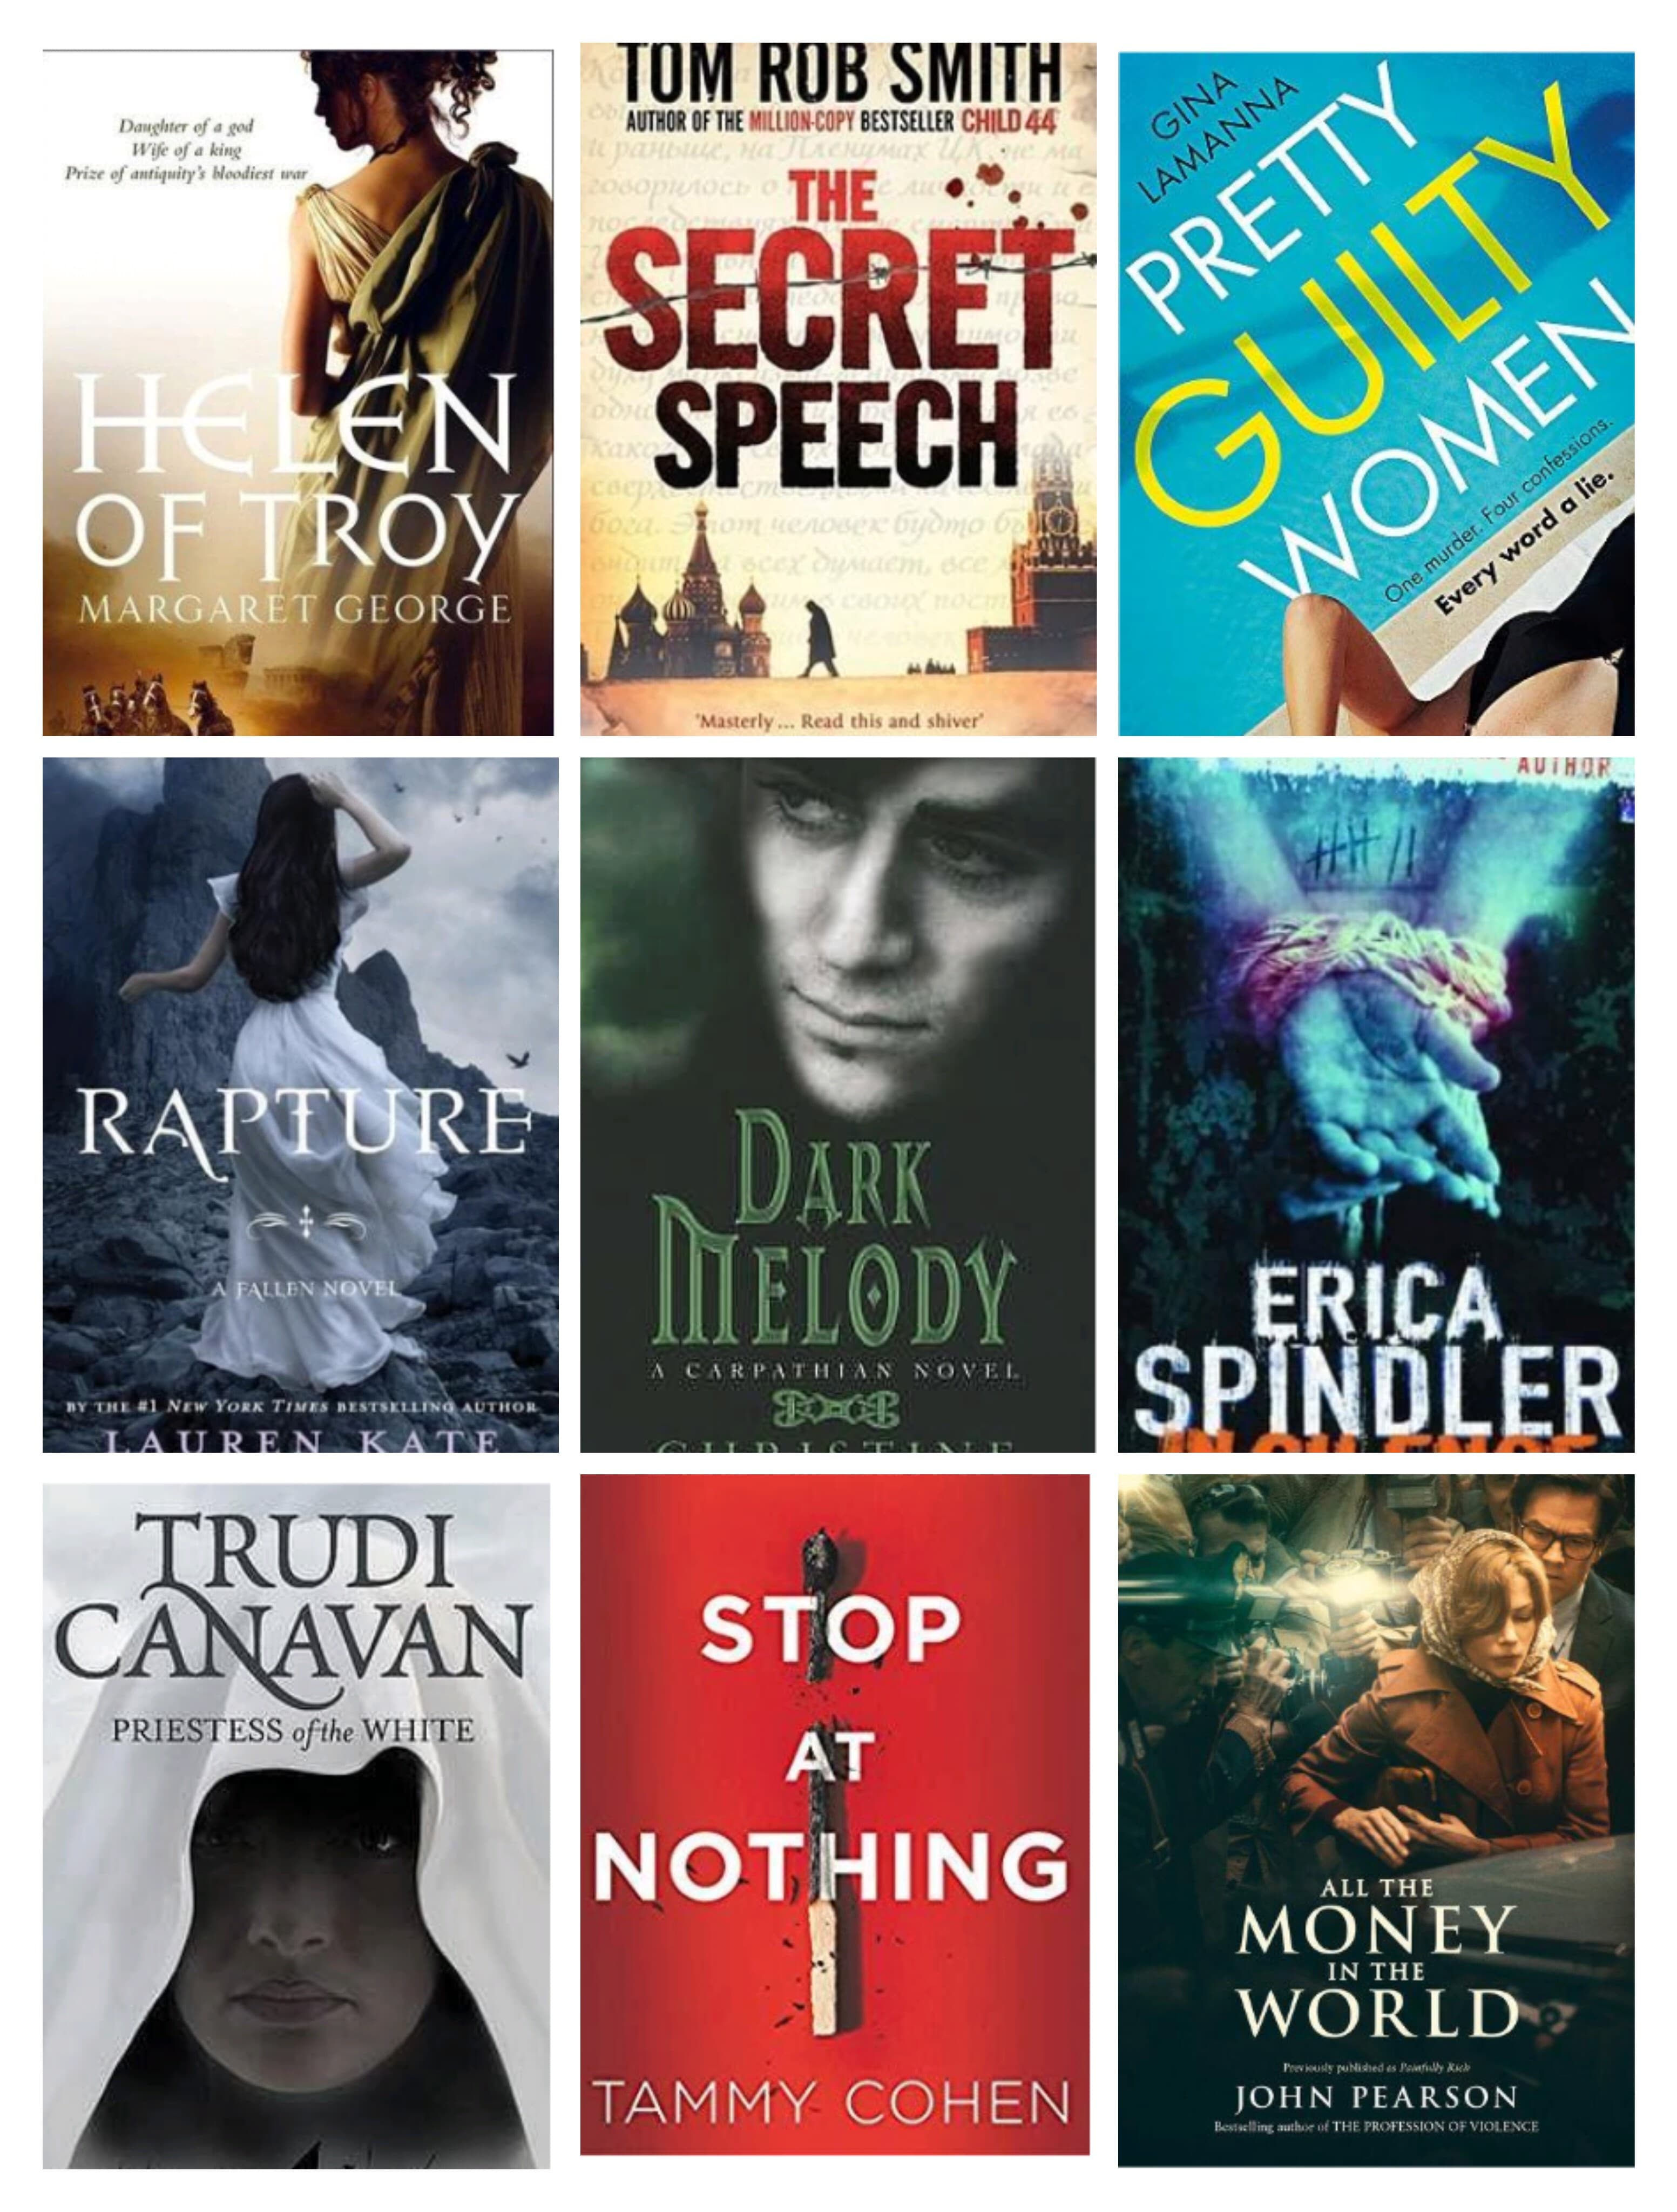 Daughter of a god
Wife of a king
Prize of antiquity's bloodiest war
HELEN
OF TROY
MARGARET GEORGE
TOM ROB SMITH
AUTHOR OF THE MILLION-COPY BESTSELLER CHILD 44
THE
SECRET
SPEECH
'Masterly ... Read this and shiver'
GINA
LAMANNA
PRETTY
GUILTY
WOMEN
One murder. Four confessions.
Every word a lie.
RAPTURE
A FALLEN NOVEL
BY THE #1 NEW YORK TIMES BESTSELLING AUTHOR
LAUREN KATE
DARK
MELODY
A CARPATHIAN NOVEL
CHRISTINE
AUTHOR
ERICA
SPINDLER
IN SILENCE
TRUDI
CANAVAN
PRIESTESS of the WHITE
STOP
AT
NOTHING
TAMMY COHEN
ALL THE
MONEY
IN THE
WORLD
Previously published as Painfully Rich
JOHN PEARSON
Bestselling author of THE PROFESSION OF VIOLENCE